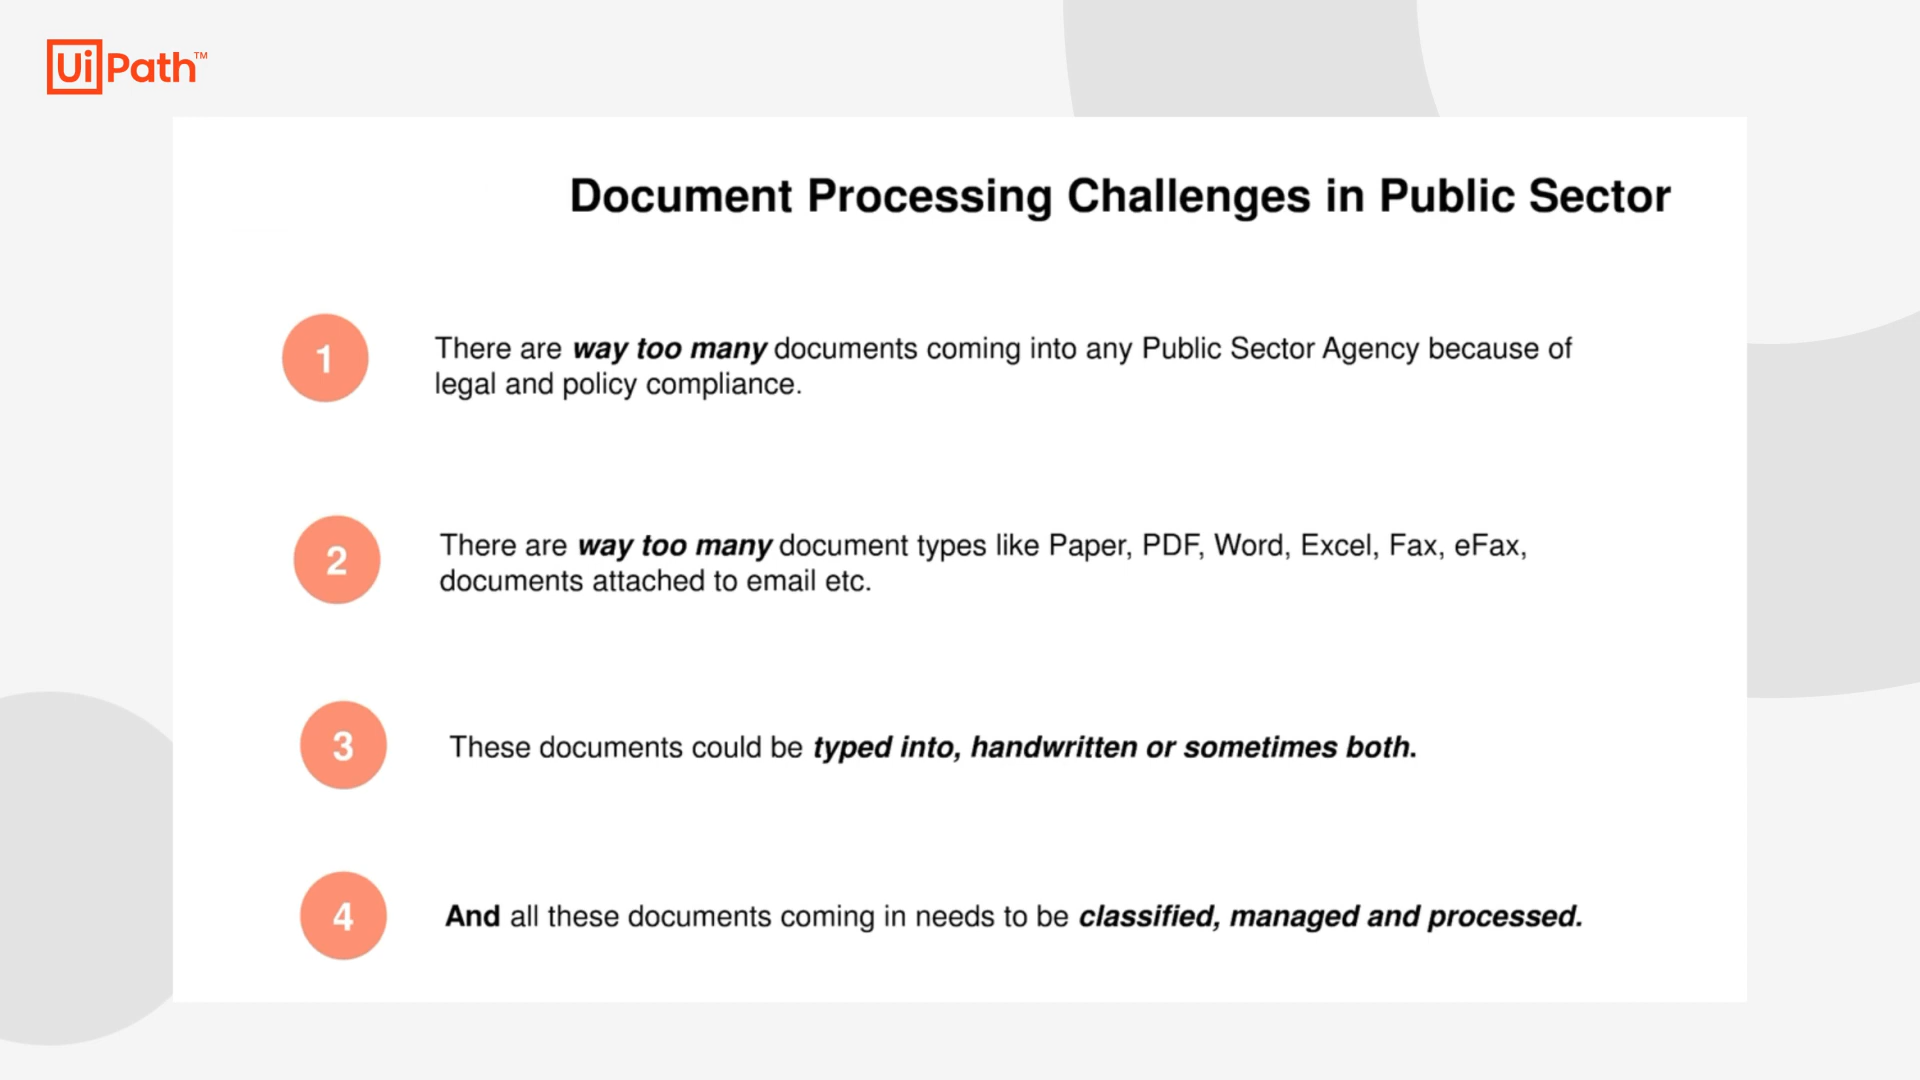 UiPath™
Document Processing Challenges in Public Sector
1
There are way too many documents coming into any Public Sector Agency because of
legal and policy compliance.
2
There are way too many document types like Paper, PDF, Word, Excel, Fax, eFax,
documents attached to email etc.
3
These documents could be typed into, handwritten or sometimes both.
4
And all these documents coming in needs to be classified, managed and processed.